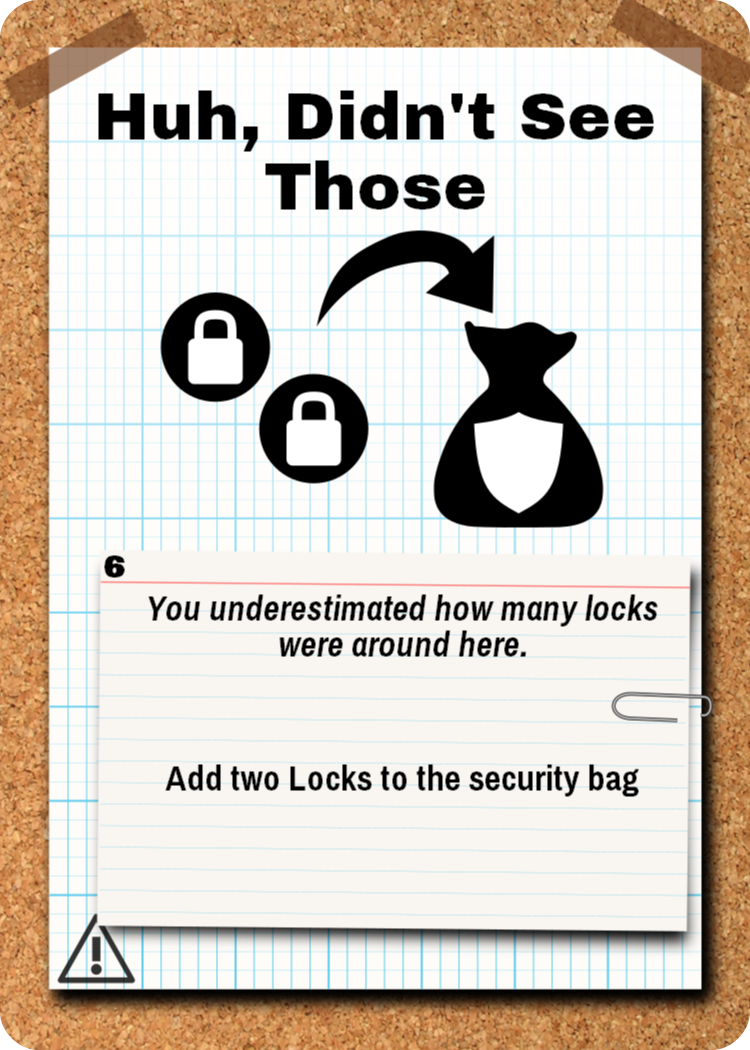 Huh, Didn't See
Those
6
You underestimated how many locks
were around here.
Add two Locks to the security bag
!